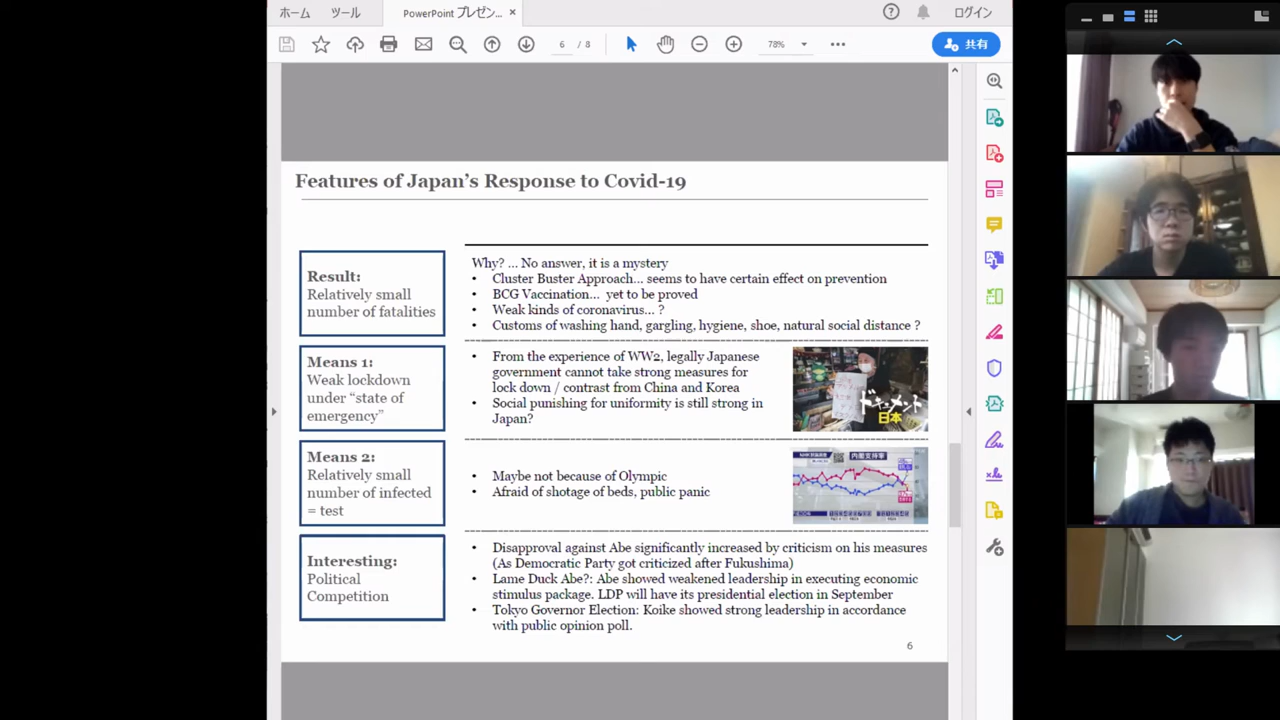 ホーム
ツール
PowerPoint プレゼン...
ログイン
6 / 8
78%
共有
Features of Japan's Response to Covid-19
Result:
Relatively small
number of fatalities
Why? ... No answer, it is a mystery
• Cluster Buster Approach... seems to have certain effect on prevention
• BCG Vaccination... yet to be proved
• Weak kinds of coronavirus... ?
• Customs of washing hand, gargling, hygiene, shoe, natural social distance ?
Means 1:
Weak lockdown
under “state of
emergency”
• From the experience of WW2, legally Japanese
government cannot take strong measures for
lock down / contrast from China and Korea
• Social punishing for uniformity is still strong in
Japan?
ドキュメント
日本
Means 2:
Relatively small
number of infected
= test
• Maybe not because of Olympic
• Afraid of shotage of beds, public panic
内閣支持率
Interesting:
Political
Competition
• Disapproval against Abe significantly increased by criticism on his measures
(As Democratic Party got criticized after Fukushima)
• Lame Duck Abe?: Abe showed weakened leadership in executing economic
stimulus package. LDP will have its presidential election in September
• Tokyo Governor Election: Koike showed strong leadership in accordance
with public opinion poll.
6